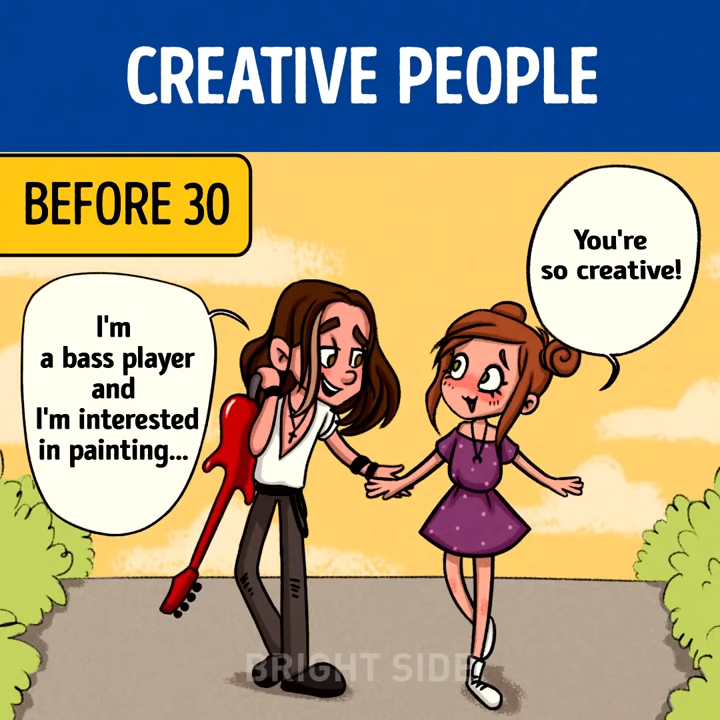 CREATIVE PEOPLE
BEFORE 30
You're
so creative!
I'm
a bass player
and
I'm interested
in painting...
BRIGHT SIDE